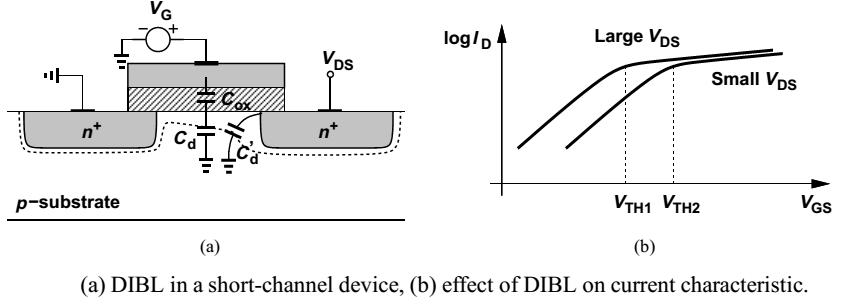 V_G
− +
V_DS
C_ox
n⁺
C_d
C_d′
n⁺
p−substrate
(a)
log I_D
Large V_DS
Small V_DS
V_TH1
V_TH2
V_GS
(b)
(a) DIBL in a short-channel device, (b) effect of DIBL on current characteristic.